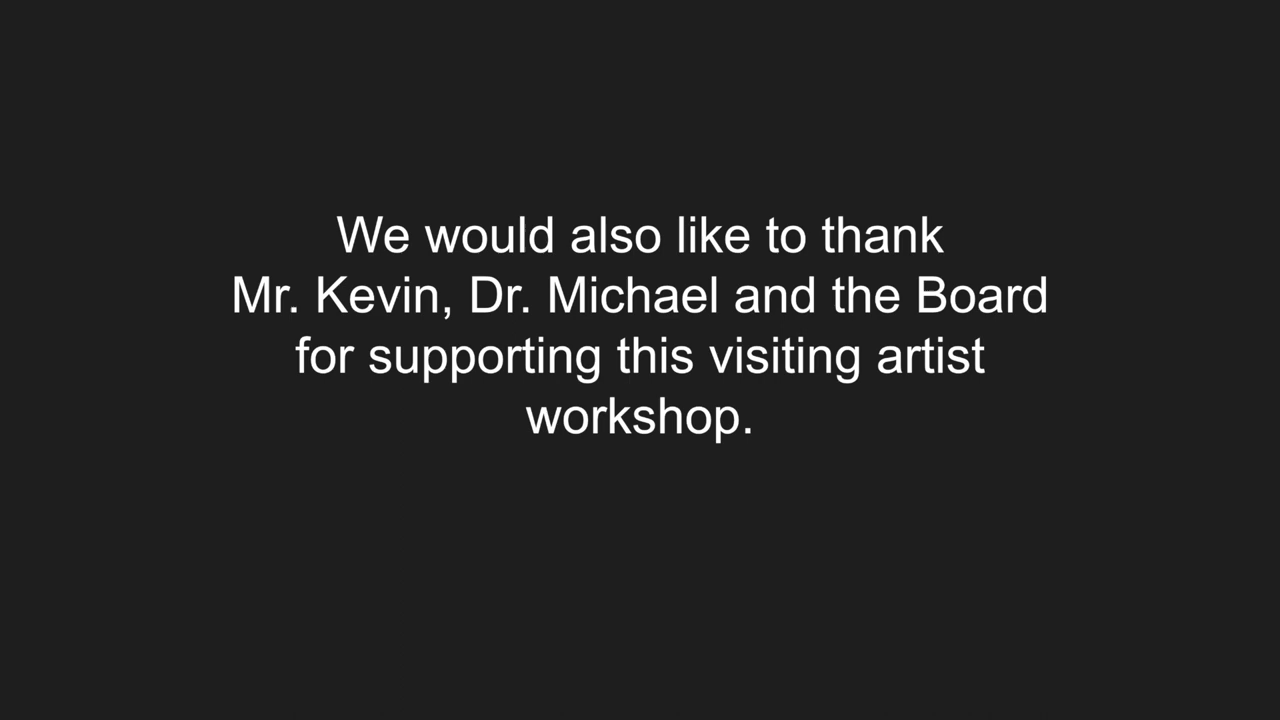 We would also like to thank
Mr. Kevin, Dr. Michael and the Board
for supporting this visiting artist
workshop.